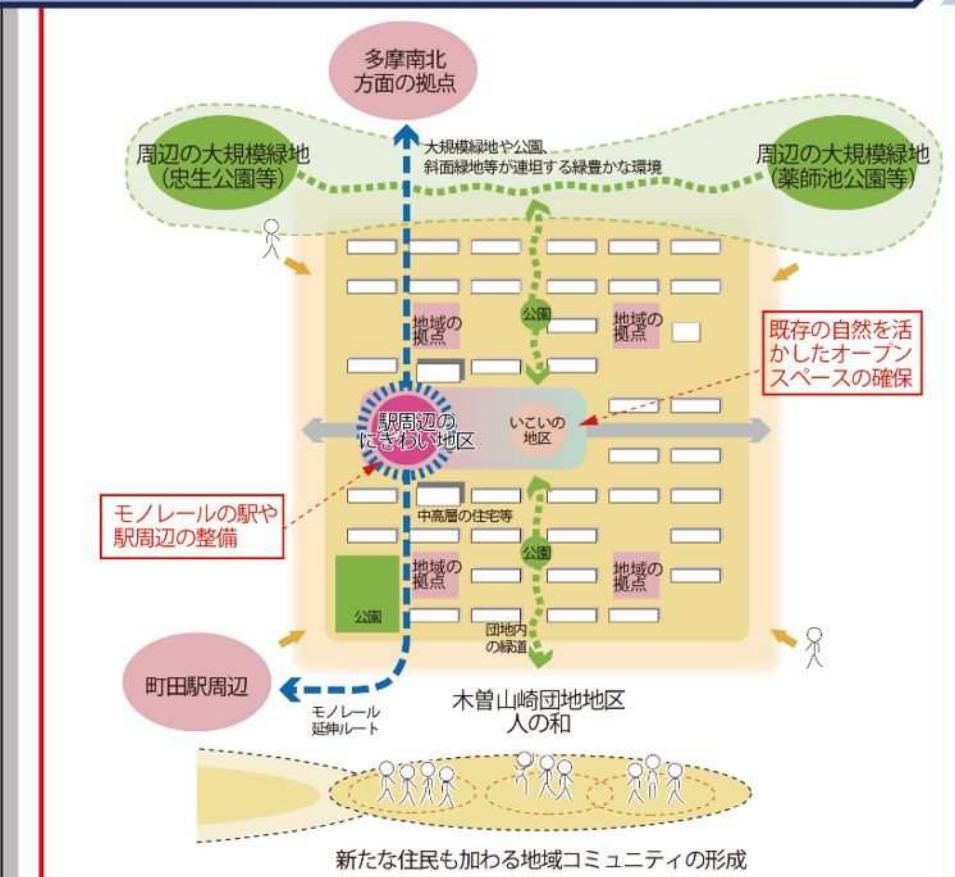 多摩南北
方面の拠点
周辺の大規模緑地
（忠生公園等）
大規模緑地や公園、
斜面緑地等が連坦する緑豊かな環境
周辺の大規模緑地
（薬師池公園等）
公園
地域の
拠点
地域の
拠点
既存の自然を活
かしたオープン
スペースの確保
駅周辺の
にぎわい地区
いこいの
地区
モノレールの駅や
駅周辺の整備
中高層の住宅等
公園
地域の
拠点
地域の
拠点
公園
団地内
の緑道
町田駅周辺
モノレール
延伸ルート
木曽山崎団地地区
人の和
新たな住民も加わる地域コミュニティの形成